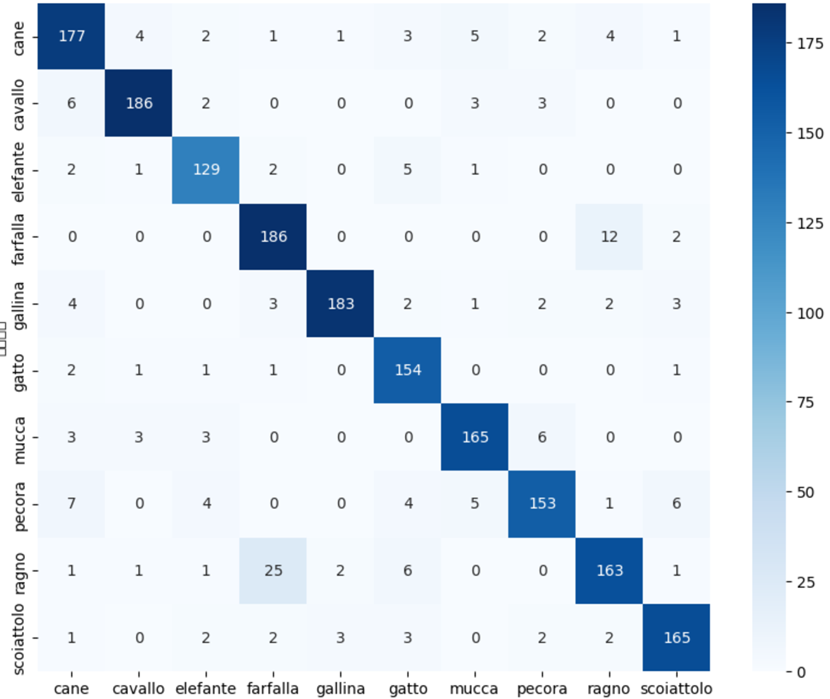 cane 177 4 2 1 1 3 5 2 4 1
cavallo 6 186 2 0 0 0 3 3 0 0
elefante 2 1 129 2 0 5 1 0 0 0
farfalla 0 0 0 186 0 0 0 0 12 2
gallina 4 0 0 3 183 2 1 2 2 3
gatto 2 1 1 1 0 154 0 0 0 1
mucca 3 3 3 0 0 0 165 6 0 0
pecora 7 0 4 0 0 4 5 153 1 6
ragno 1 1 1 25 2 6 0 0 163 1
scoiattolo 1 0 2 2 3 3 0 2 2 165
cane cavallo elefante farfalla gallina gatto mucca pecora ragno scoiattolo
175
150
125
100
75
50
25
0